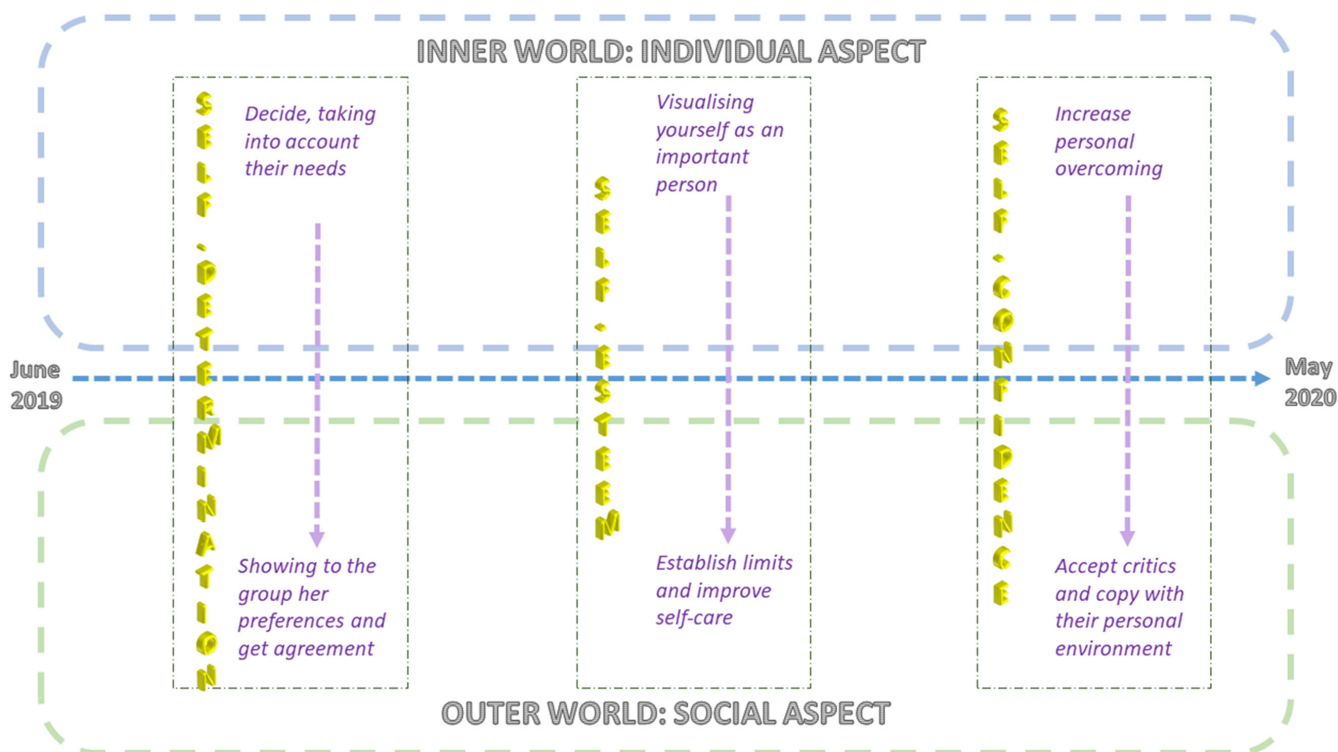 INNER WORLD: INDIVIDUAL ASPECT
SELF-DETERMINATION
Decide, taking
into account
their needs
Showing to the
group her
preferences and
get agreement
SELF-ESTEEM
Visualising
yourself as an
important
person
Establish limits
and improve
self-care
SELF-CONFIDENCE
Increase
personal
overcoming
Accept critics
and copy with
their personal
environment
June
2019
May
2020
OUTER WORLD: SOCIAL ASPECT